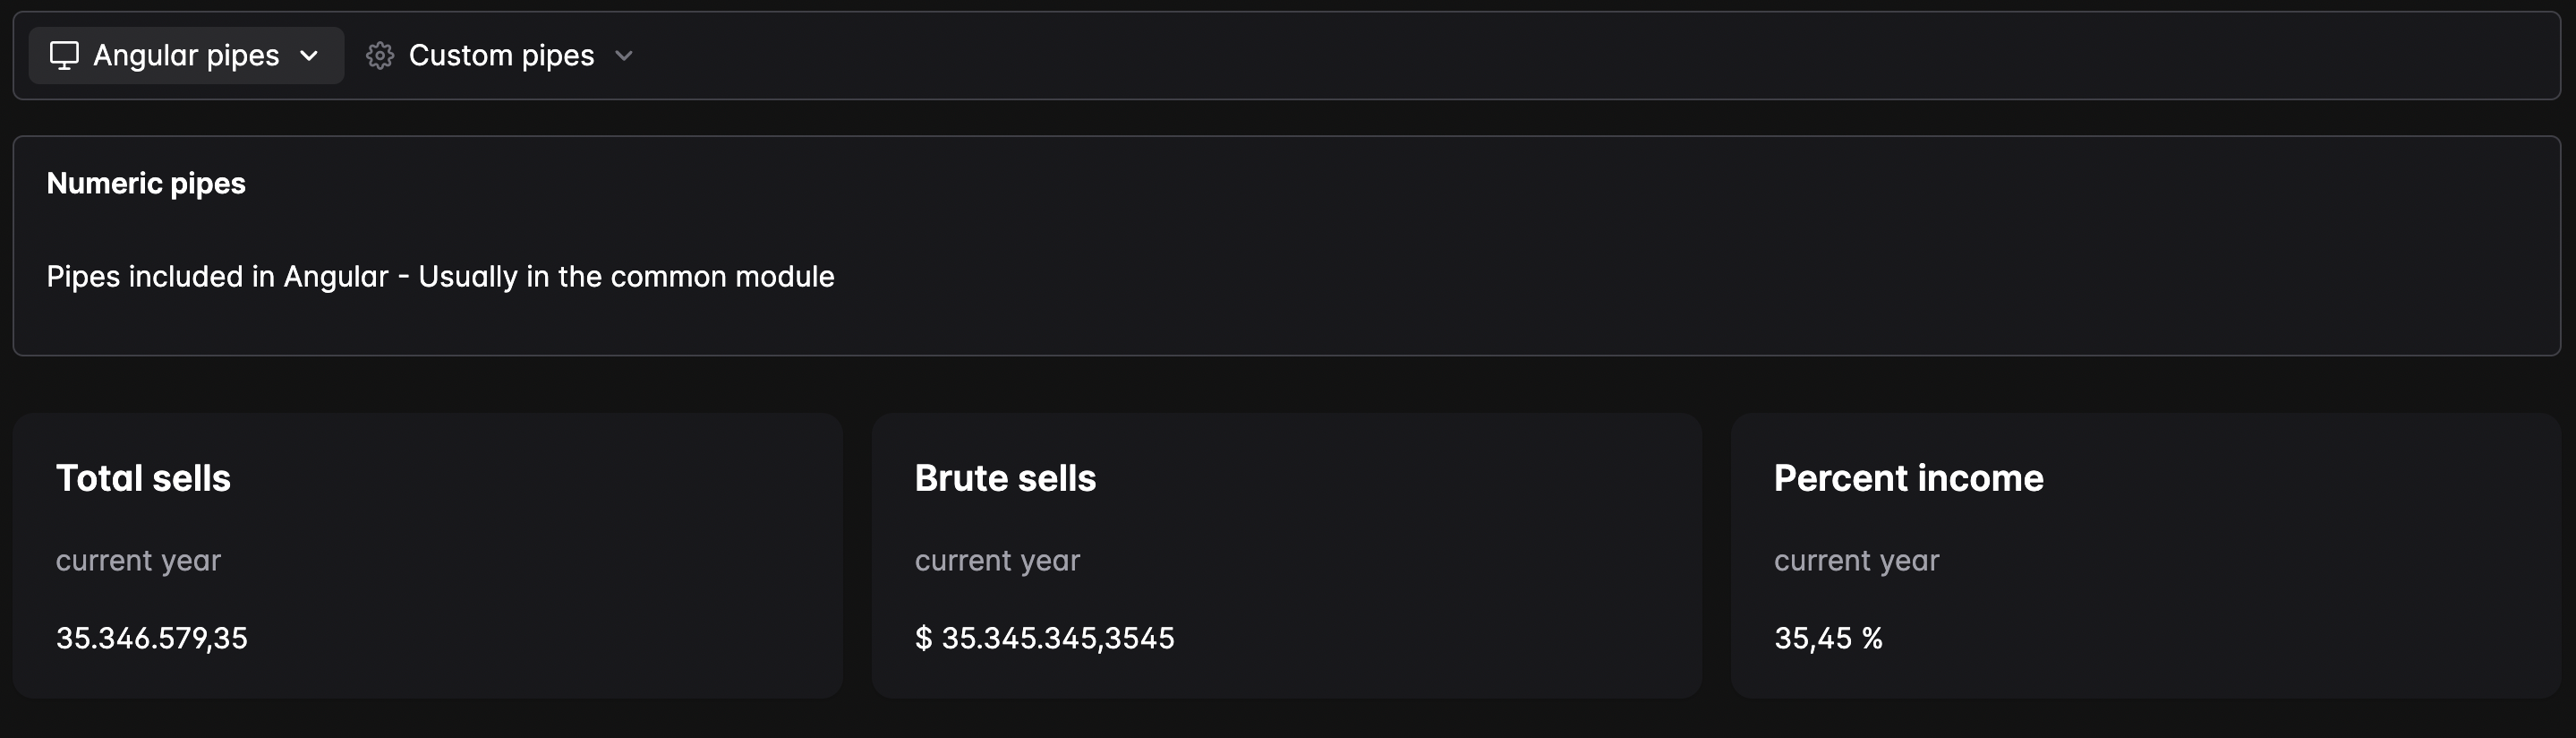 Angular pipes Custom pipes
Numeric pipes
Pipes included in Angular - Usually in the common module
Total sells
current year
35.346.579,35
Brute sells
current year
$ 35.345.345,3545
Percent income
current year
35,45 %